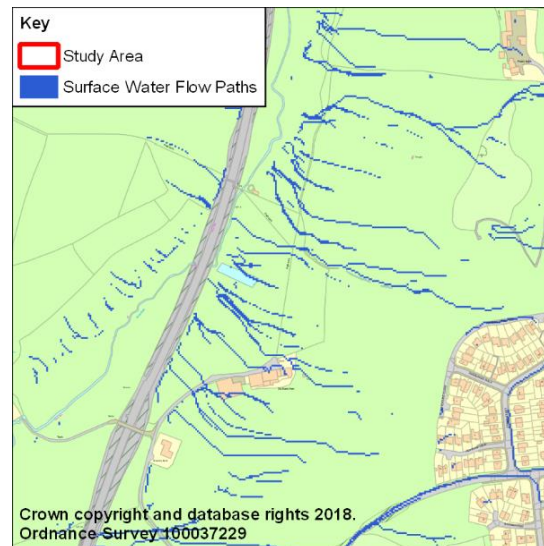 Key
Study Area
Surface Water Flow Paths
Crown copyright and database rights 2018.
Ordnance Survey 100037229